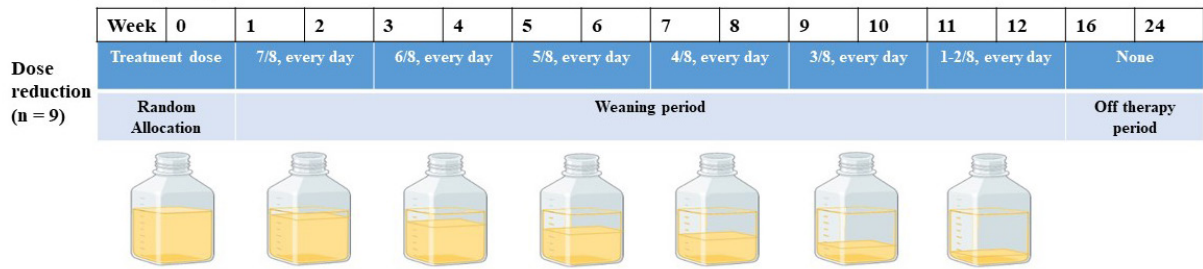 Week 0 1 2 3 4 5 6 7 8 9 10 11 12 16 24
Dose reduction (n = 9)
Treatment dose 7/8, every day 6/8, every day 5/8, every day 4/8, every day 3/8, every day 1-2/8, every day None
Random Allocation Weaning period Off therapy period